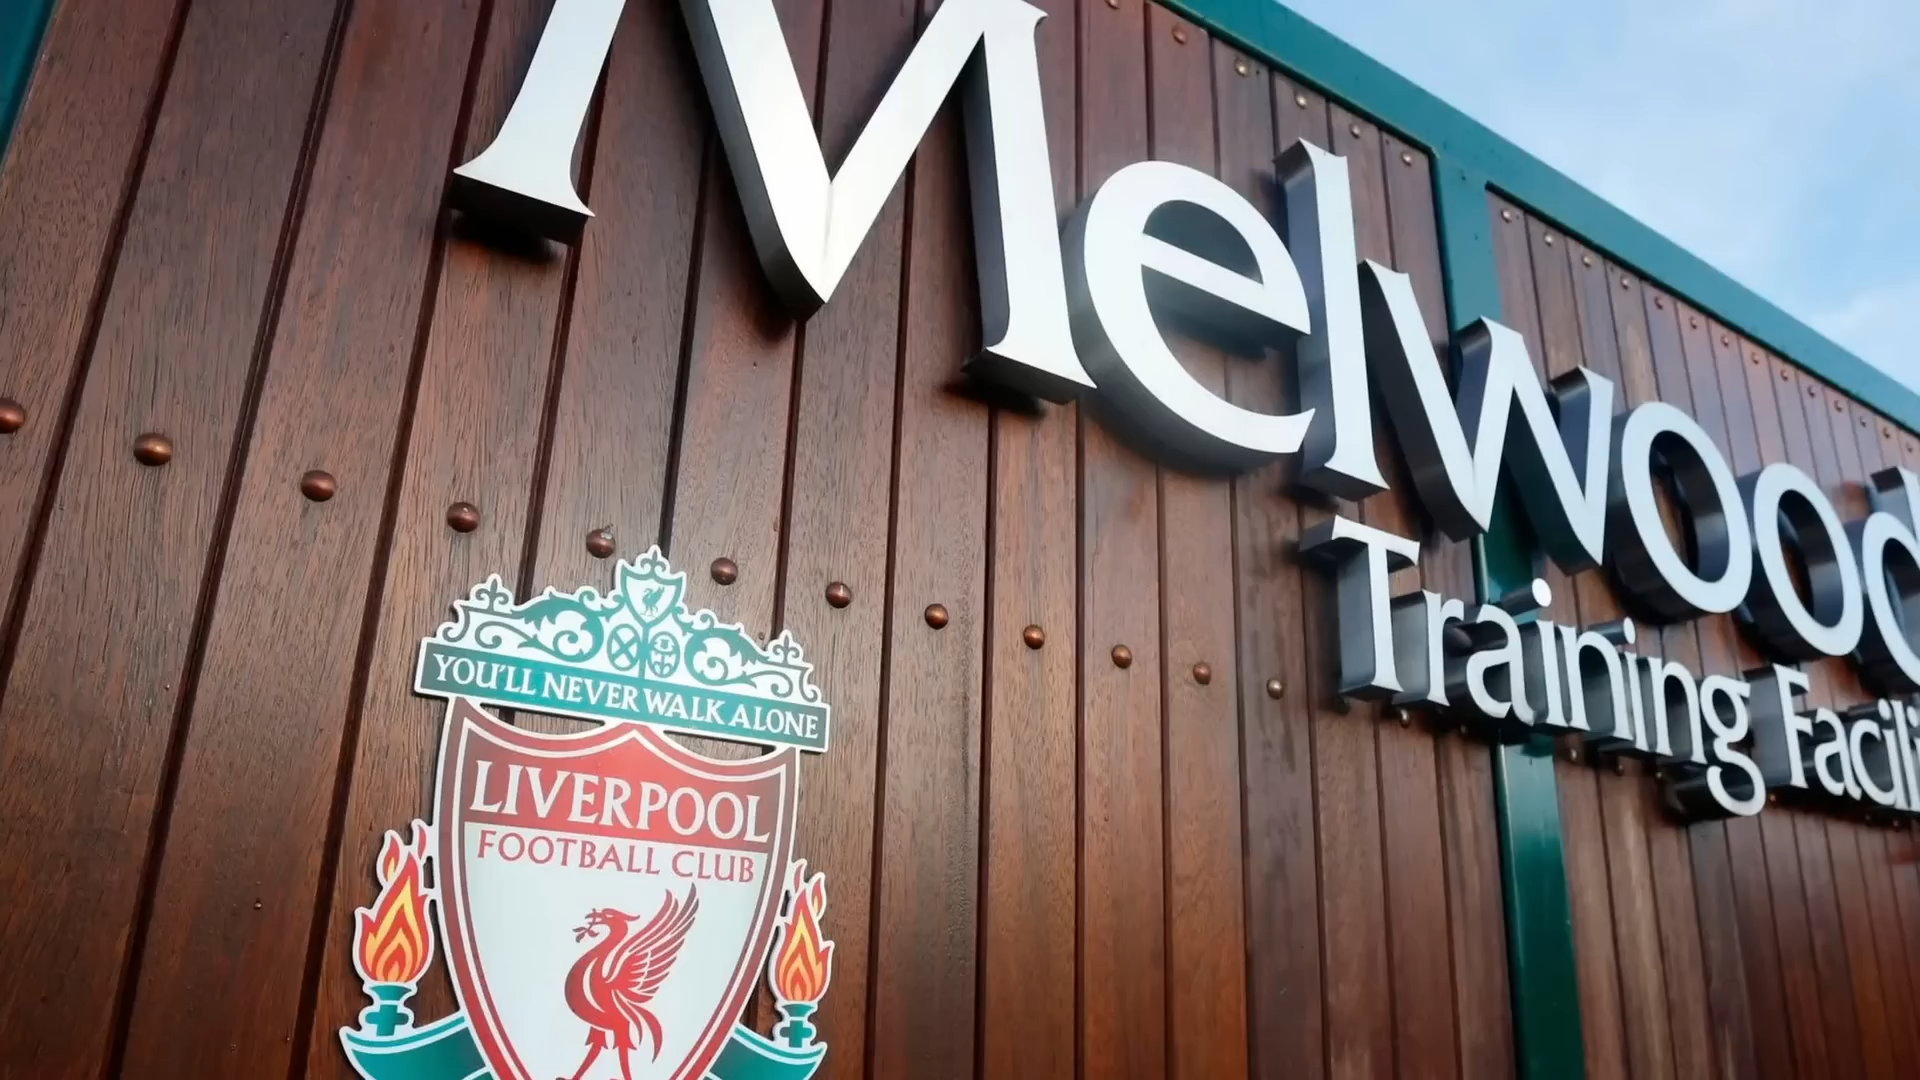 Melwood
Training Facili
YOU'LL NEVER WALK ALONE
LIVERPOOL
FOOTBALL CLUB